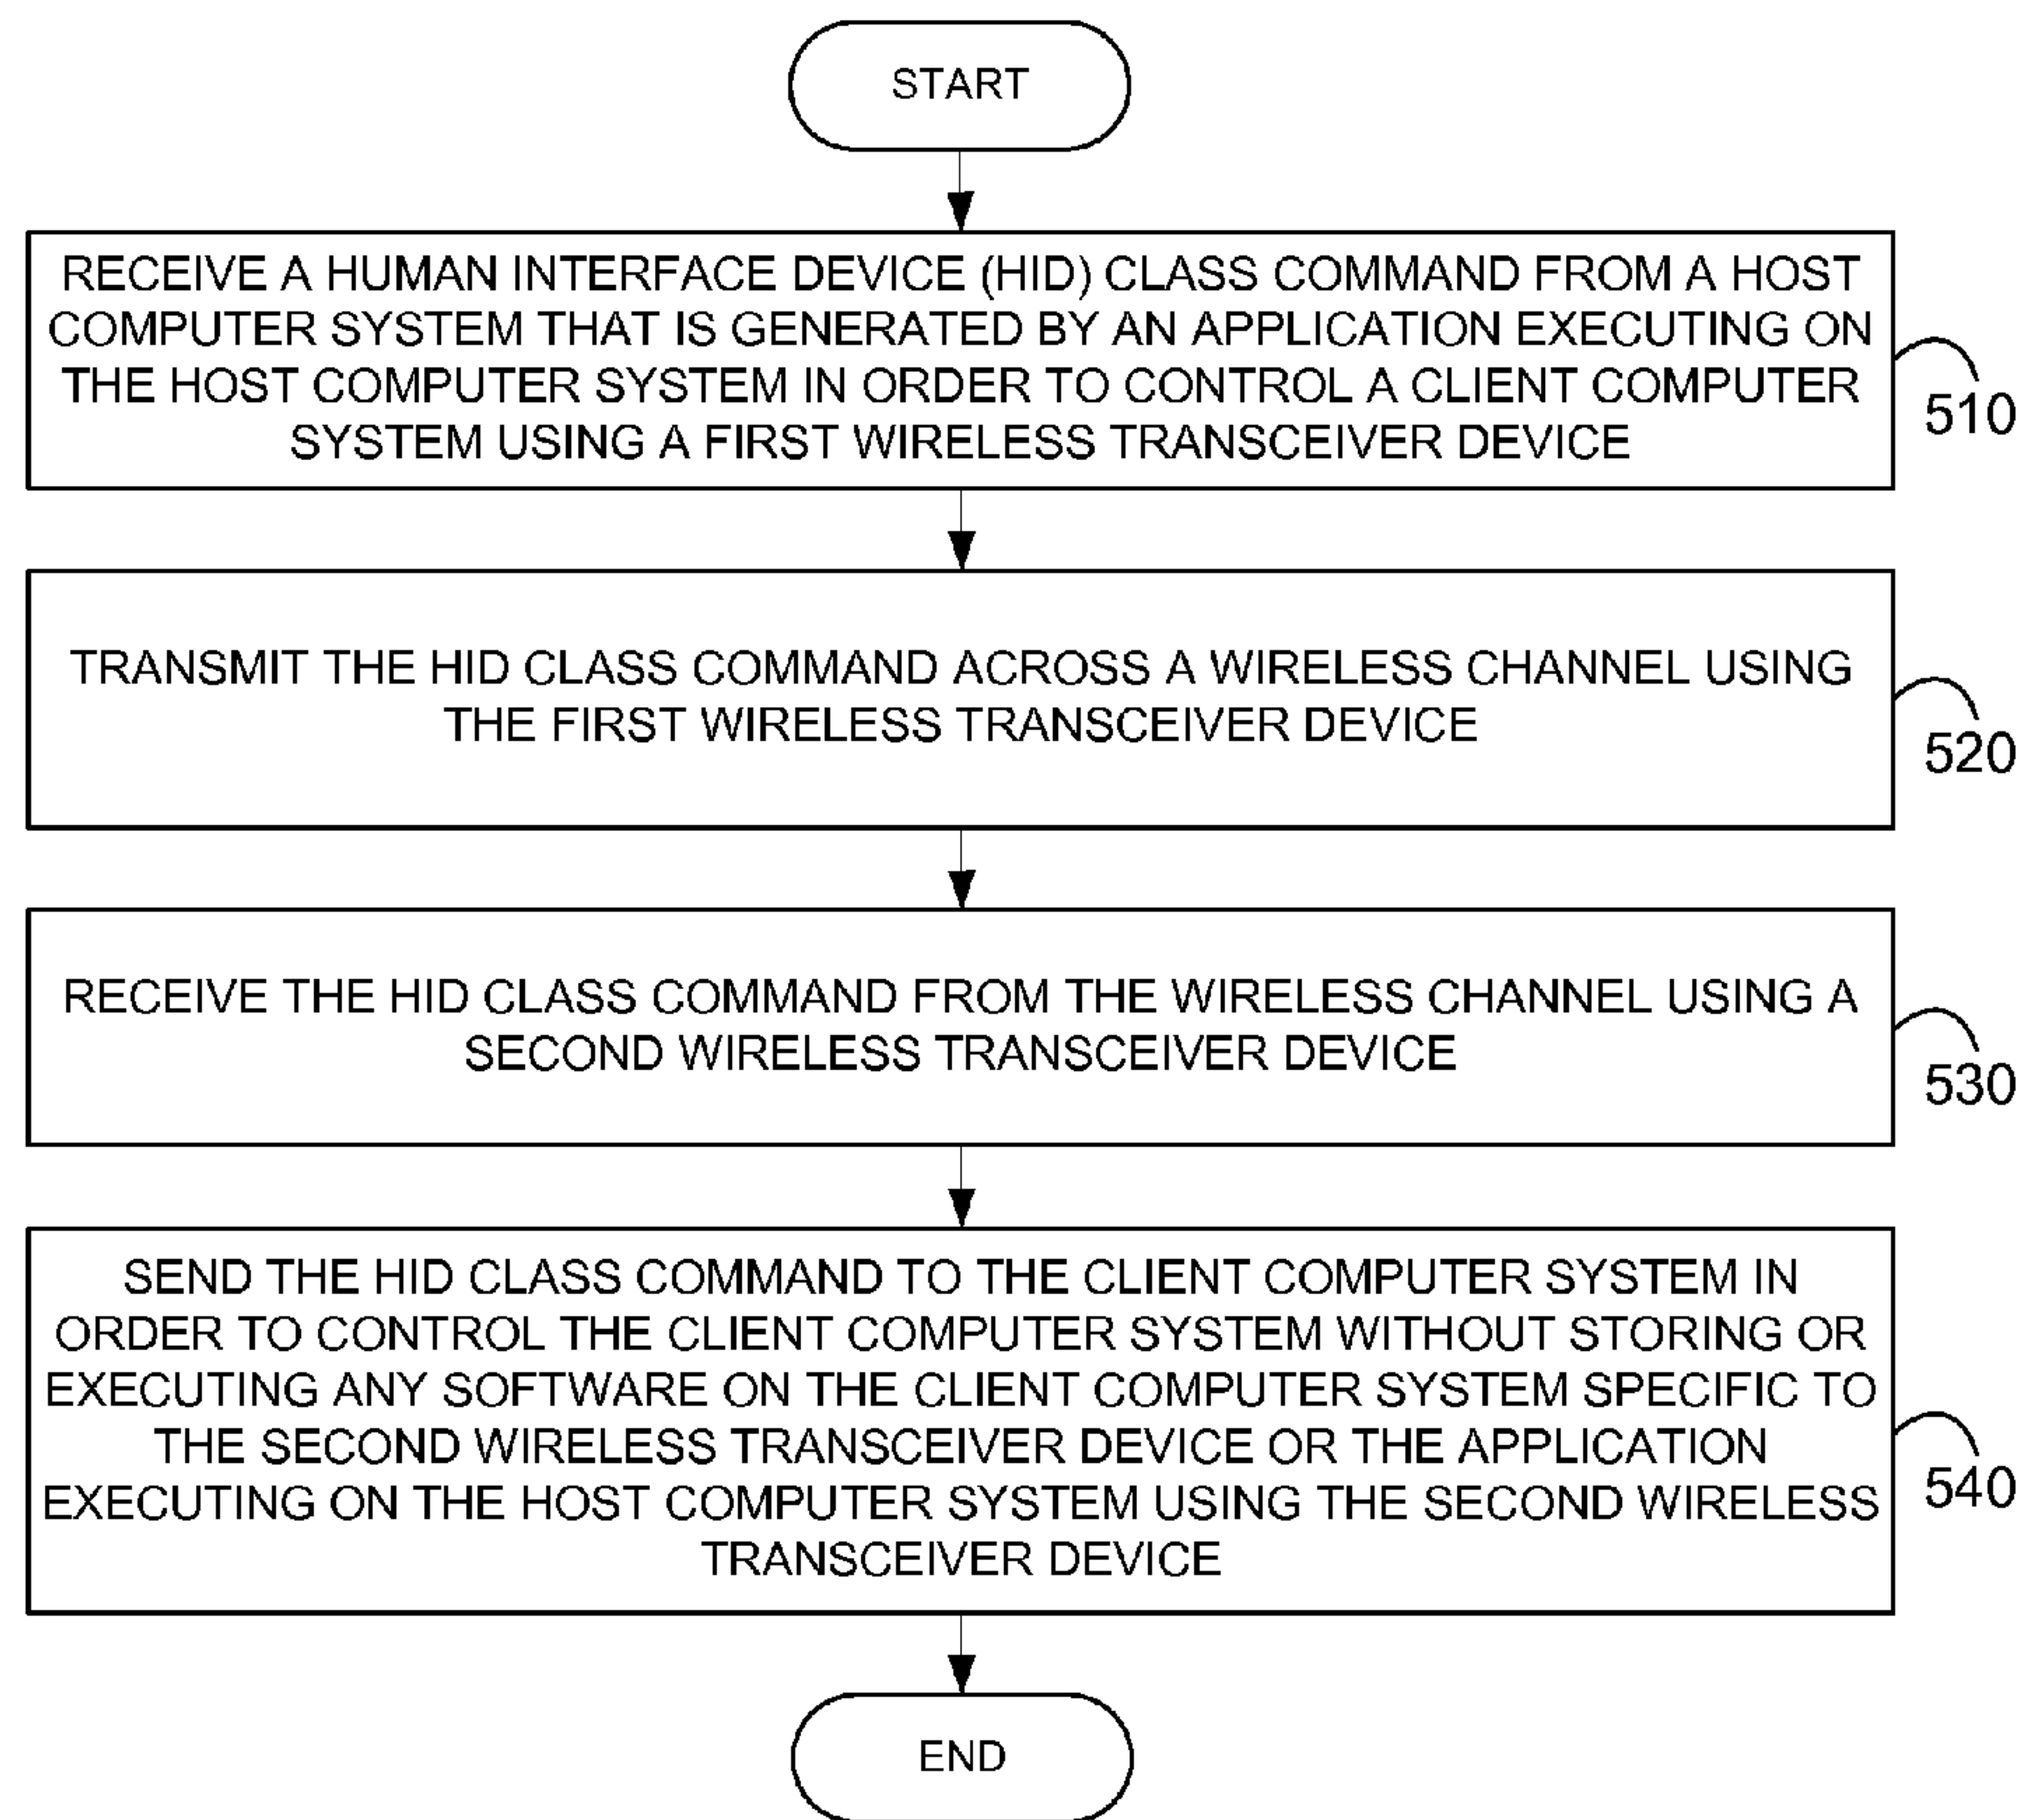 START
RECEIVE A HUMAN INTERFACE DEVICE (HID) CLASS COMMAND FROM A HOST
COMPUTER SYSTEM THAT IS GENERATED BY AN APPLICATION EXECUTING ON
THE HOST COMPUTER SYSTEM IN ORDER TO CONTROL A CLIENT COMPUTER
SYSTEM USING A FIRST WIRELESS TRANSCEIVER DEVICE
510
TRANSMIT THE HID CLASS COMMAND ACROSS A WIRELESS CHANNEL USING
THE FIRST WIRELESS TRANSCEIVER DEVICE
520
RECEIVE THE HID CLASS COMMAND FROM THE WIRELESS CHANNEL USING A
SECOND WIRELESS TRANSCEIVER DEVICE
530
SEND THE HID CLASS COMMAND TO THE CLIENT COMPUTER SYSTEM IN
ORDER TO CONTROL THE CLIENT COMPUTER SYSTEM WITHOUT STORING OR
EXECUTING ANY SOFTWARE ON THE CLIENT COMPUTER SYSTEM SPECIFIC TO
THE SECOND WIRELESS TRANSCEIVER DEVICE OR THE APPLICATION
EXECUTING ON THE HOST COMPUTER SYSTEM USING THE SECOND WIRELESS
TRANSCEIVER DEVICE
540
END